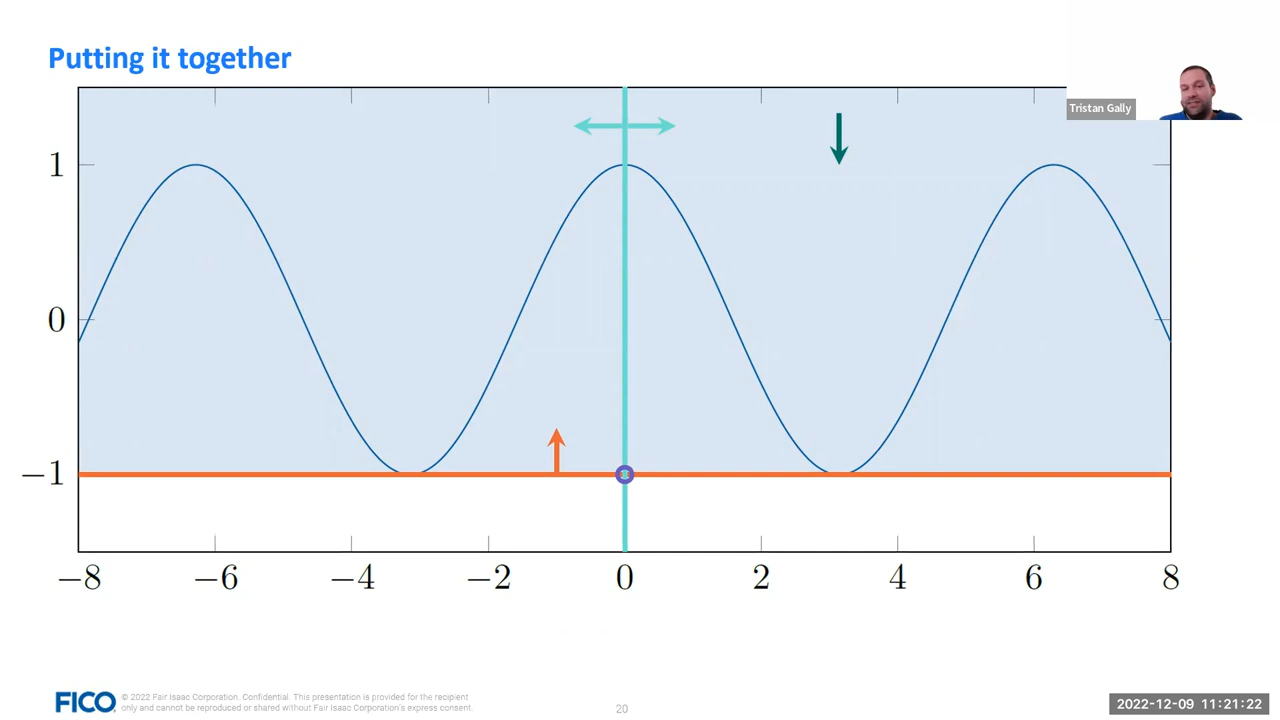 Putting it together
Tristan Gally
1
0
−1
−8 −6 −4 −2 0 2 4 6 8
FICO
© 2022 Fair Isaac Corporation. Confidential. This presentation is provided for the recipient
only and cannot be reproduced or shared without Fair Isaac Corporation's express consent.
20
2022-12-09 11:21:22